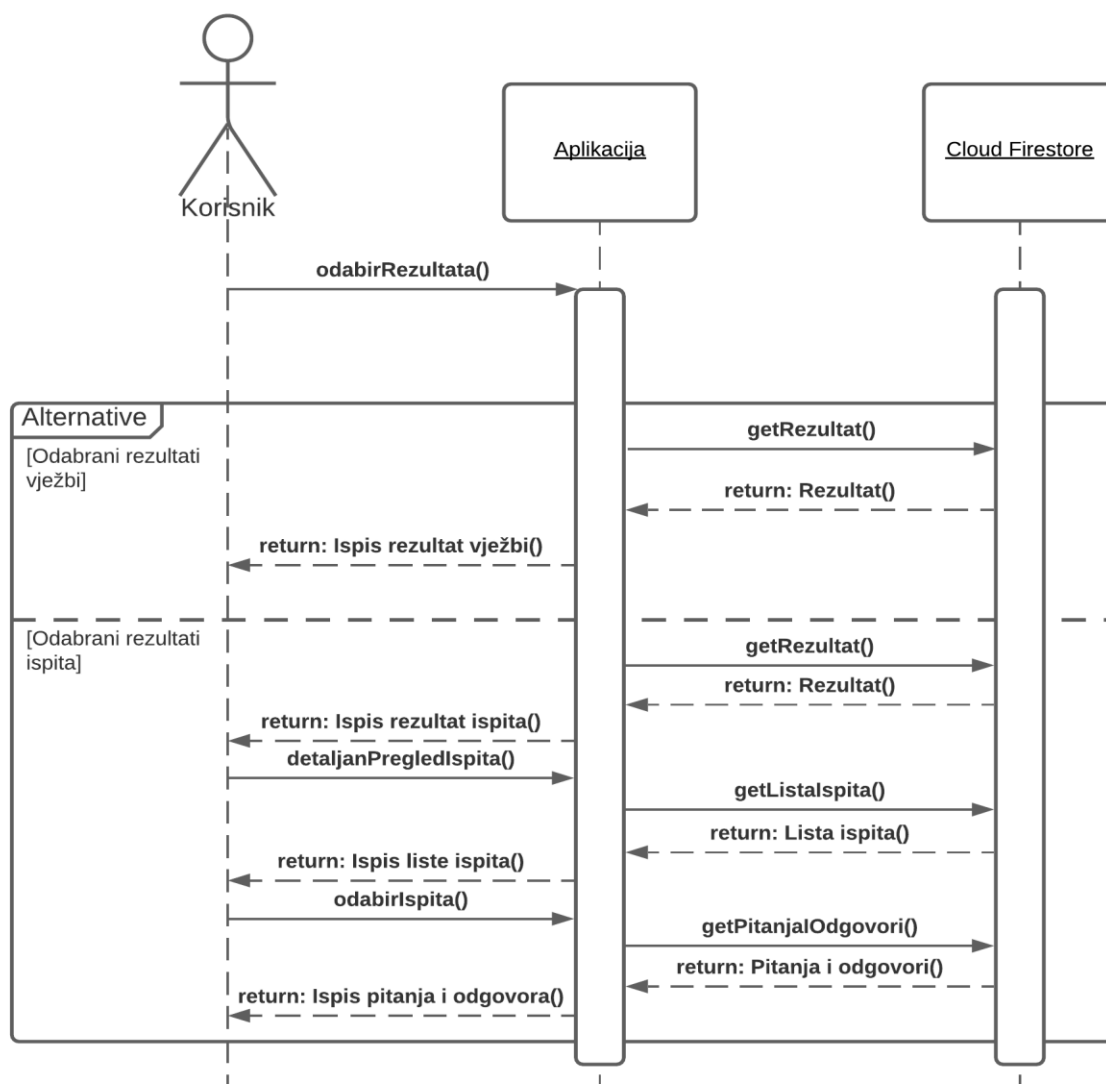 Korisnik
Aplikacija
Cloud Firestore
odabirRezultata()
Alternative
[Odabrani rezultati
vježbi]
getRezultat()
return: Rezultat()
return: Ispis rezultat vježbi()
[Odabrani rezultati
ispita]
getRezultat()
return: Rezultat()
return: Ispis rezultat ispita()
detaljanPregledIspita()
getListaIspita()
return: Lista ispita()
return: Ispis liste ispita()
odabirIspita()
getPitanjaIOdgovori()
return: Pitanja i odgovori()
return: Ispis pitanja i odgovora()